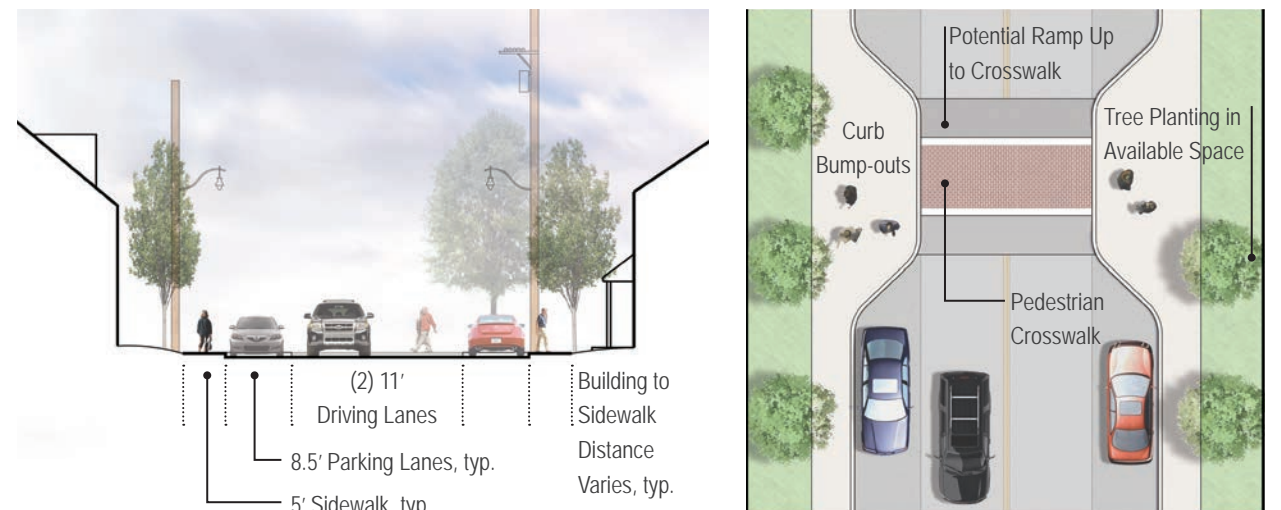 (2) 11′
Driving Lanes
8.5′ Parking Lanes, typ.
5′ Sidewalk, typ.
Building to
Sidewalk
Distance
Varies, typ.
Potential Ramp Up
to Crosswalk
Curb
Bump-outs
Tree Planting in
Available Space
Pedestrian
Crosswalk